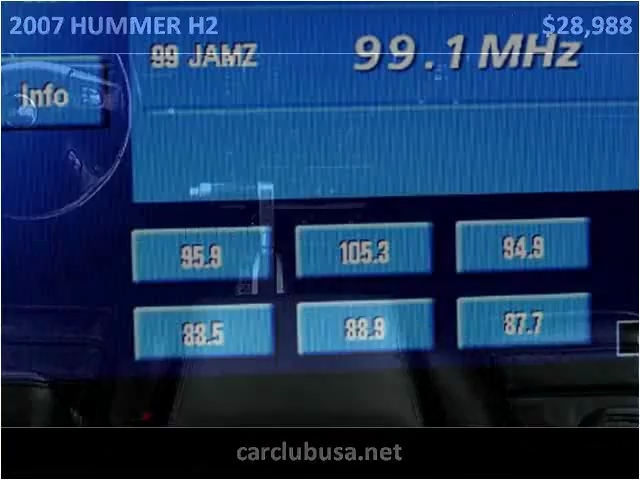 2007 HUMMER H2 $28,988
99 JAMZ 99.1 MHz
Info
95.9 105.3 94.9
88.5 88.9 87.7
carclubusa.net